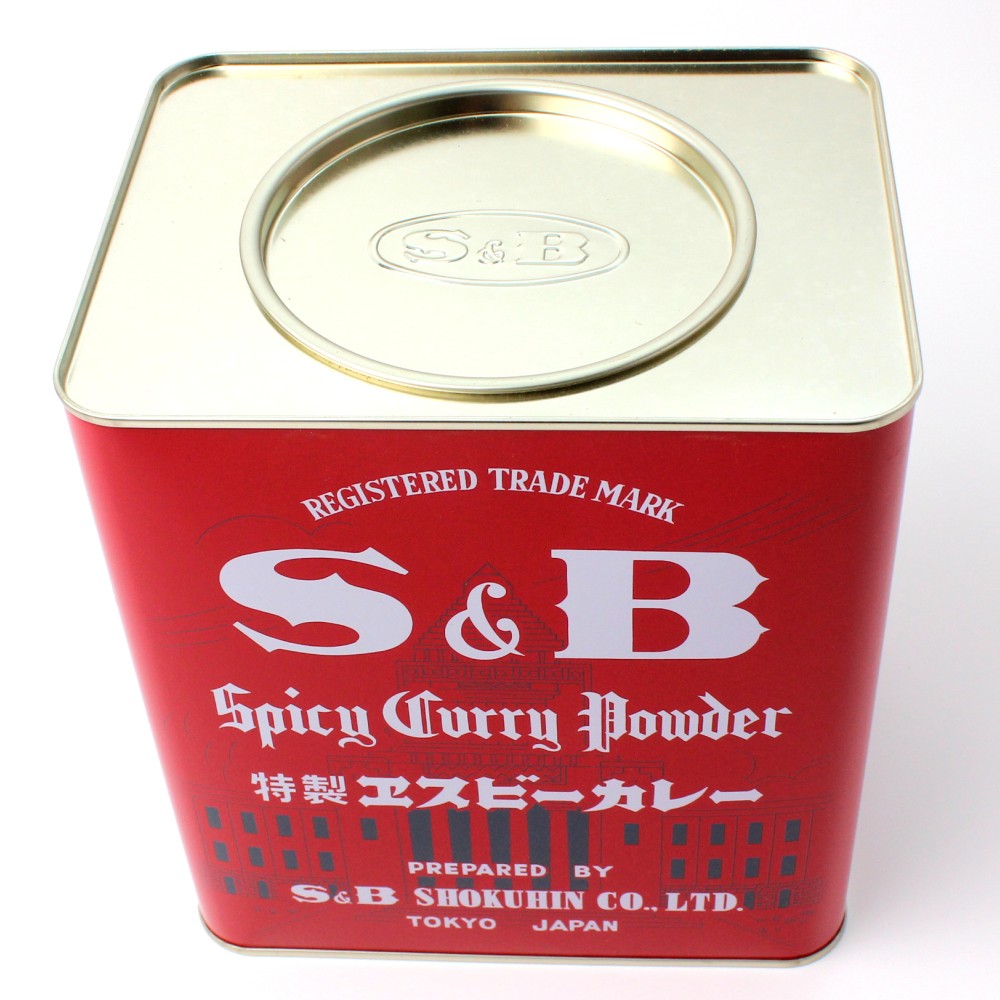 S&B
REGISTERED TRADE MARK
S&B
Spicy Curry Powder
特製 ヱスビーカレー
PREPARED BY
S&B SHOKUHIN CO., LTD.
TOKYO JAPAN